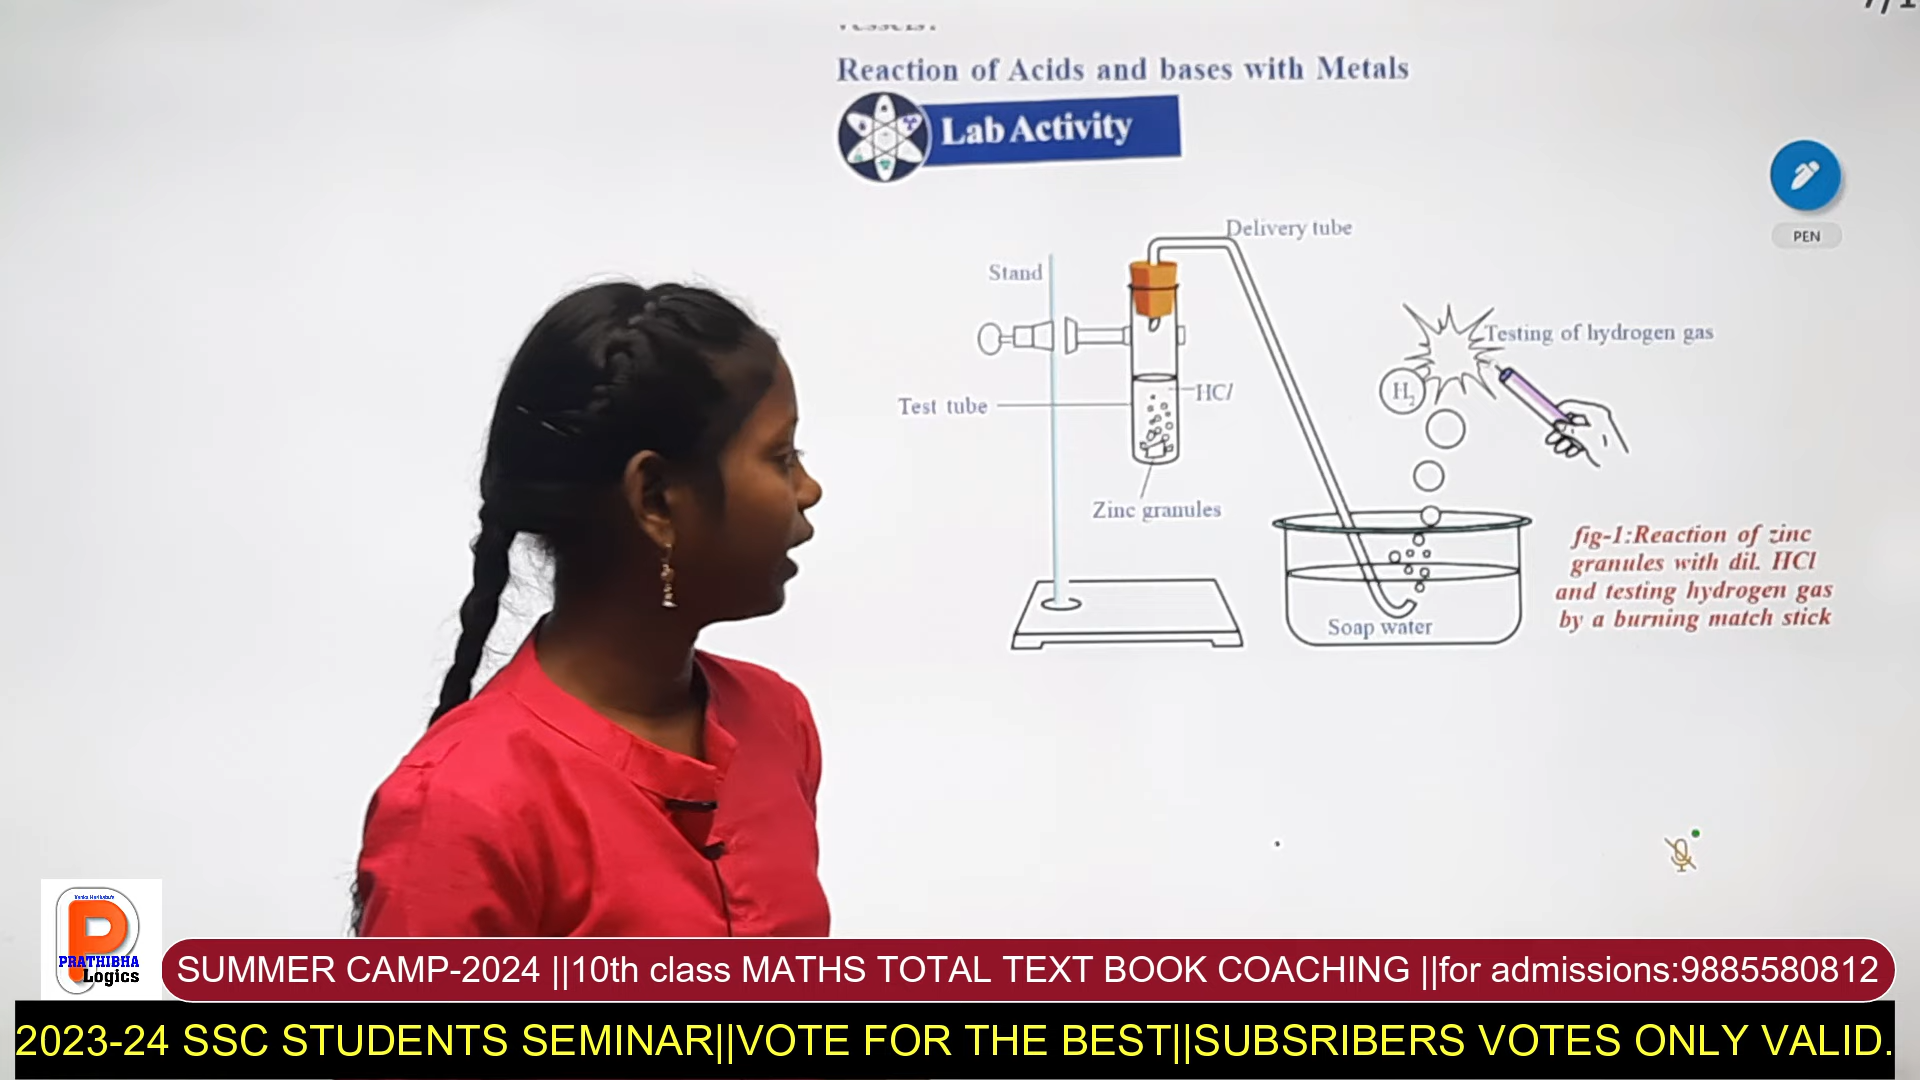 Reaction of Acids and bases with Metals
Lab Activity
Delivery tube
Stand
PEN
Testing of hydrogen gas
H2
HCl
Test tube
Zinc granules
fig-1:Reaction of zinc
granules with dil. HCl
and testing hydrogen gas
by a burning match stick
Soap water
P
PRATHIBHA
Logics
SUMMER CAMP-2024 ||10th class MATHS TOTAL TEXT BOOK COACHING ||for admissions:9885580812
2023-24 SSC STUDENTS SEMINAR||VOTE FOR THE BEST||SUBSRIBERS VOTES ONLY VALID.